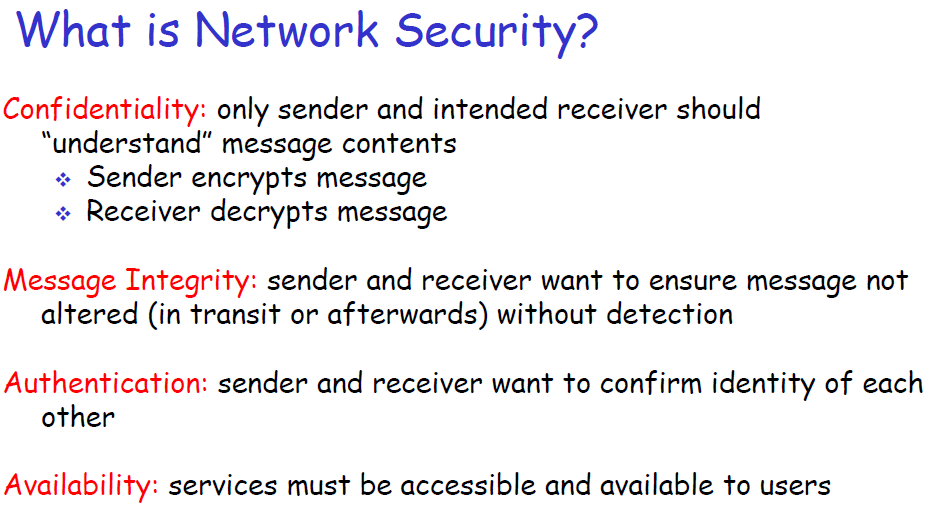 What is Network Security?
Confidentiality: only sender and intended receiver should
“understand” message contents
❖ Sender encrypts message
❖ Receiver decrypts message
Message Integrity: sender and receiver want to ensure message not
altered (in transit or afterwards) without detection
Authentication: sender and receiver want to confirm identity of each
other
Availability: services must be accessible and available to users